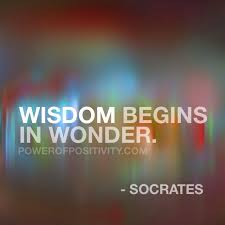 WISDOM BEGINS
IN WONDER.
POWEROFPOSITIVITY.COM
- SOCRATES